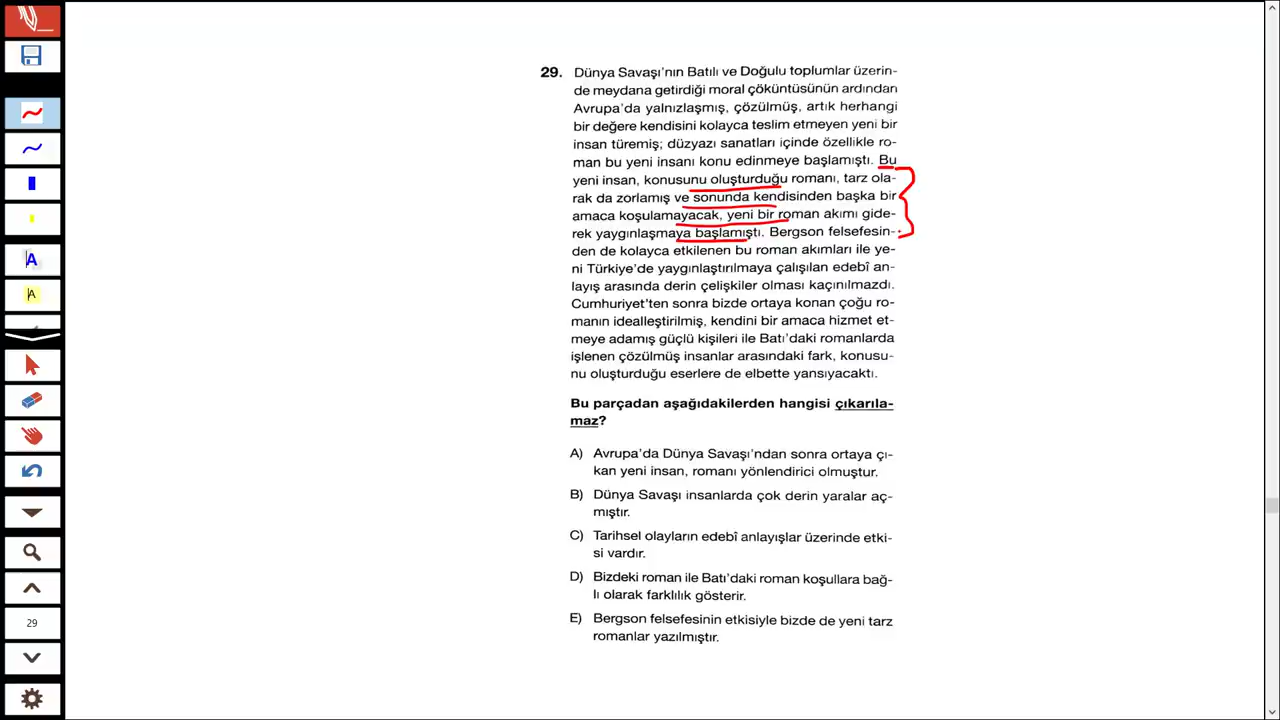 29. Dünya Savaşı'nın Batılı ve Doğulu toplumlar üzerin-
de meydana getirdiği moral çöküntüsünün ardından
Avrupa'da yalnızlaşmış, çözülmüş, artık herhangi
bir değere kendisini kolayca teslim etmeyen yeni bir
insan türemiş; düzyazı sanatları içinde özellikle ro-
man bu yeni insanı konu edinmeye başlamıştı. Bu
yeni insan, konusunu oluşturduğu romanı, tarz ola-
rak da zorlamış ve sonunda kendisinden başka bir
amaca koşulamayacak, yeni bir roman akımı gide-
rek yaygınlaşmaya başlamıştı. Bergson felsefesin-
den de kolayca etkilenen bu roman akımları ile ye-
ni Türkiye'de yaygınlaştırılmaya çalışılan edebî an-
layış arasında derin çelişkiler olması kaçınılmazdı.
Cumhuriyet'ten sonra bizde ortaya konan çoğu ro-
manın idealleştirilmiş, kendini bir amaca hizmet et-
meye adamış güçlü kişileri ile Batı'daki romanlarda
işlenen çözülmüş insanlar arasındaki fark, konusu-
nu oluşturduğu eserlere de elbette yansıyacaktı.
Bu parçadan aşağıdakilerden hangisi çıkarıla-
maz?
A) Avrupa'da Dünya Savaşı'ndan sonra ortaya çı-
kan yeni insan, romanı yönlendirici olmuştur.
B) Dünya Savaşı insanlarda çok derin yaralar aç-
mıştır.
C) Tarihsel olayların edebî anlayışlar üzerinde etki-
si vardır.
D) Bizdeki roman ile Batı'daki roman koşullara bağ-
lı olarak farklılık gösterir.
E) Bergson felsefesinin etkisiyle bizde de yeni tarz
romanlar yazılmıştır.
A
A
29